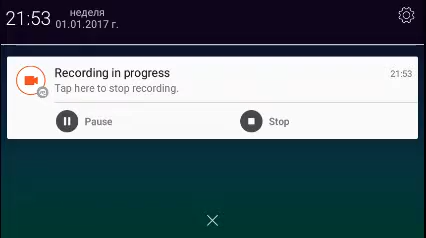 21:53
неделя
01.01.2017 г.
Recording in progress
21:53
Tap here to stop recording.
Pause
Stop